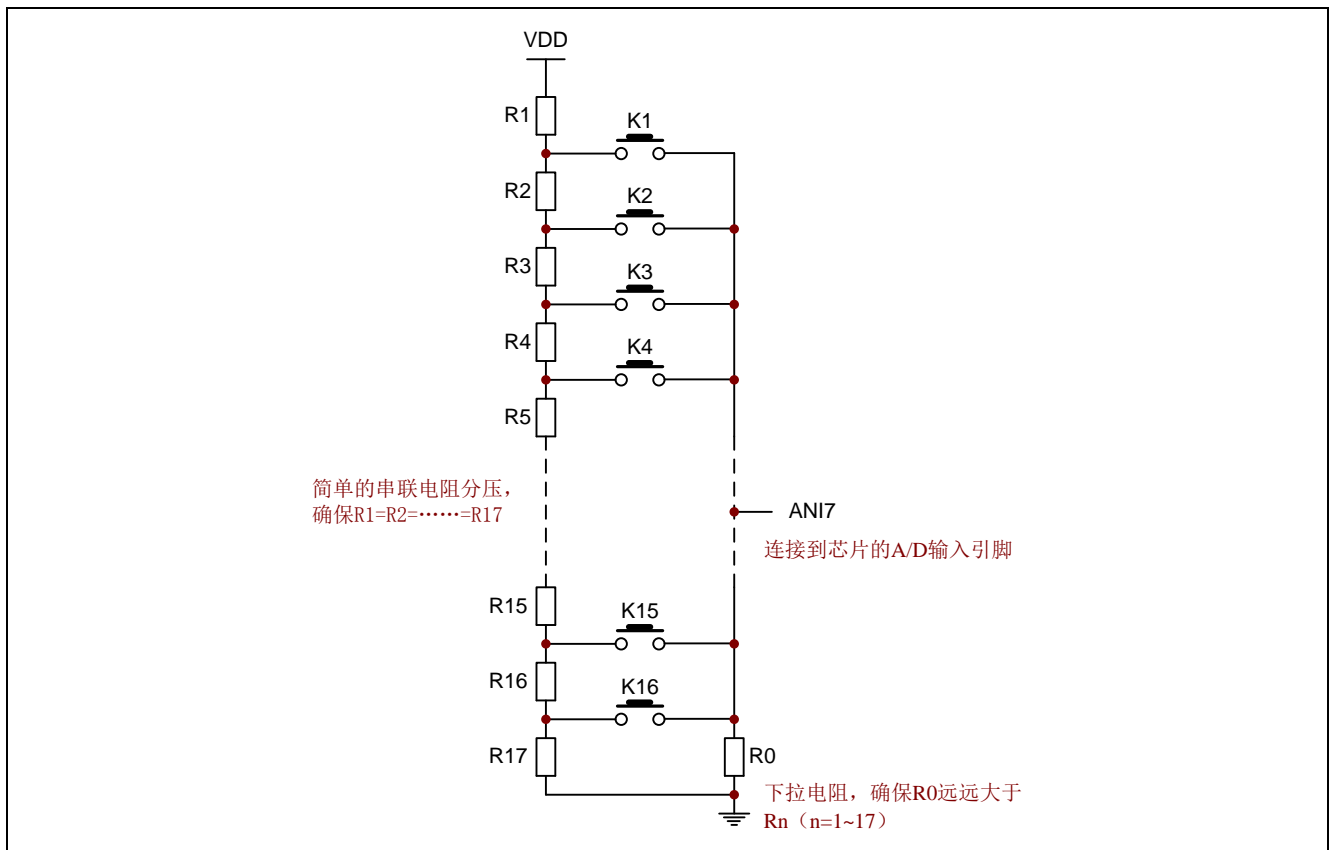 VDD
R1
K1
R2
K2
R3
K3
R4
K4
R5
简单的串联电阻分压，
确保R1=R2=……=R17
ANI7
连接到芯片的A/D输入引脚
R15
K15
R16
K16
R17
R0
下拉电阻，确保R0远远大于
Rn（n=1~17）